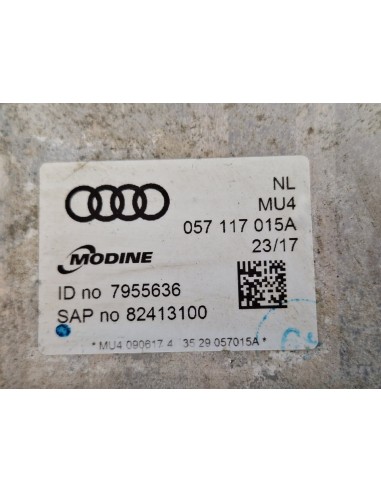 NL
MU4
057 117 015A
23/17
MODINE
ID no 7955636
SAP no 82413100
* MU4 090617 4 35 29 057015A *